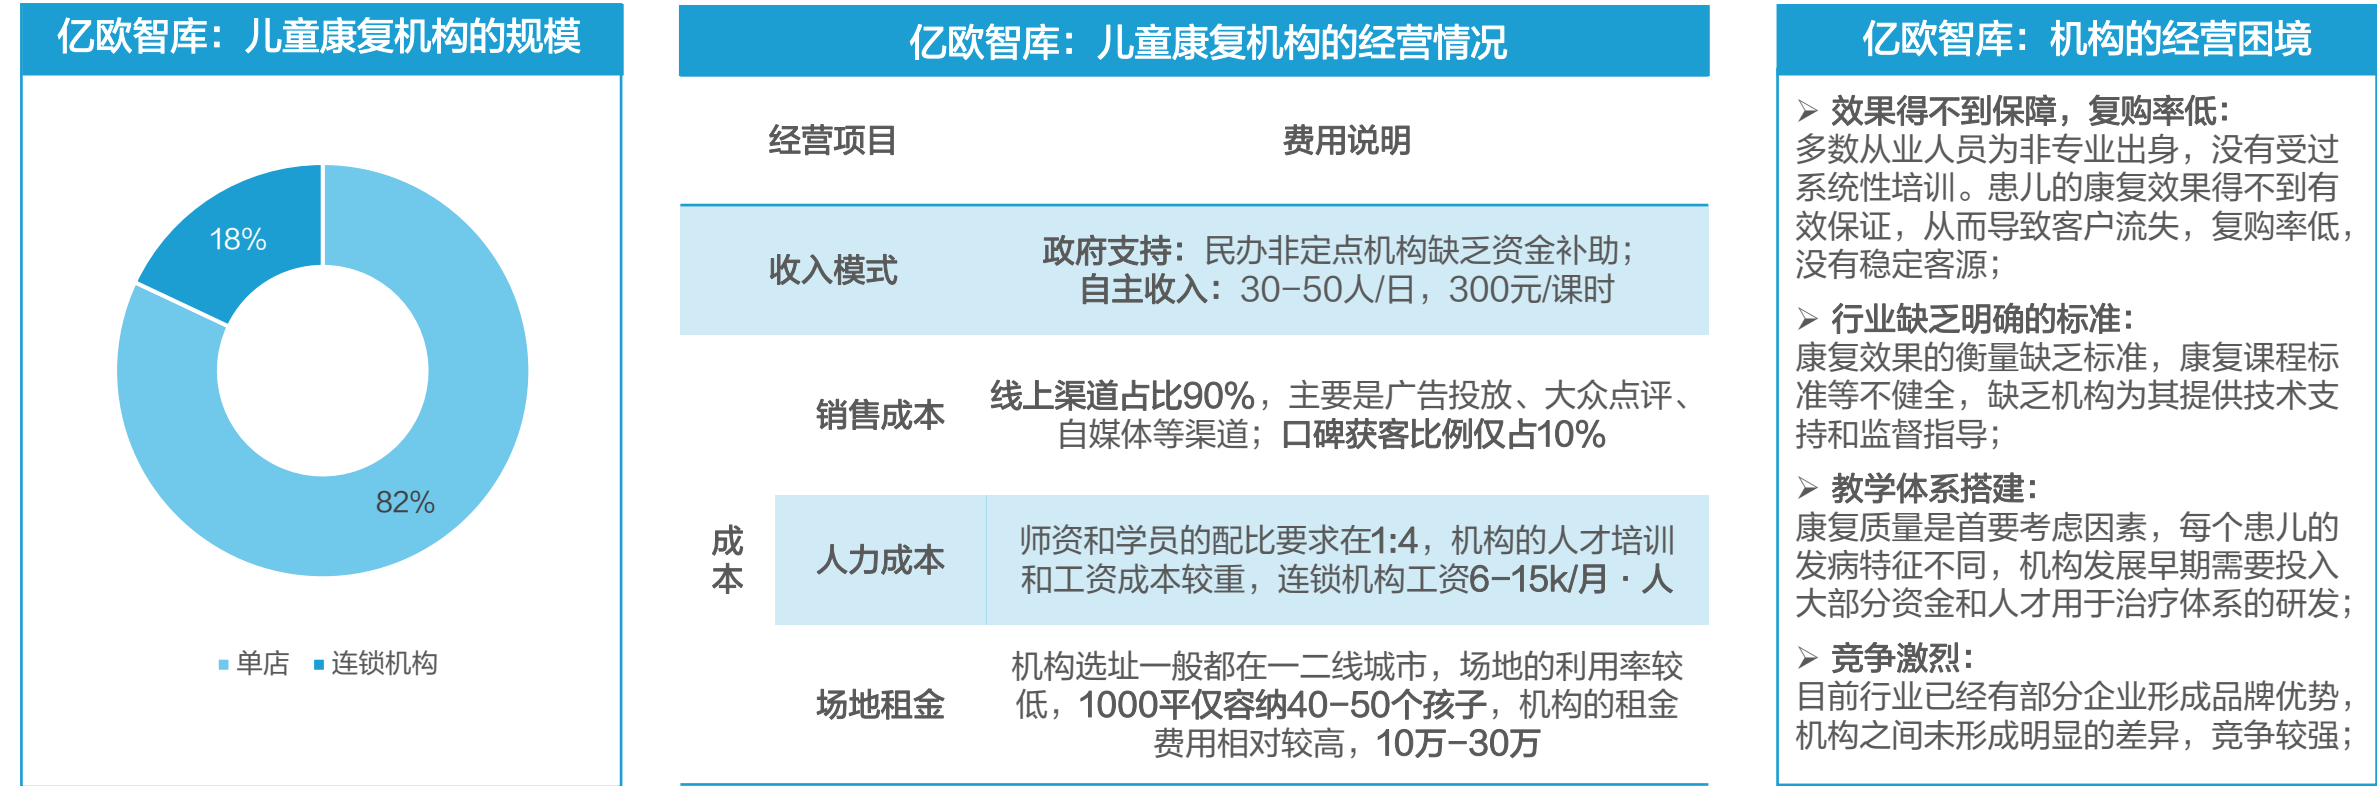 亿欧智库：儿童康复机构的规模
18%
82%
单店
连锁机构
亿欧智库：儿童康复机构的经营情况
经营项目
费用说明
收入模式
政府支持：民办非定点机构缺乏资金补助；
自主收入：30-50人/日，300元/课时
成
本
销售成本
线上渠道占比90%，主要是广告投放、大众点评、
自媒体等渠道；口碑获客比例仅占10%
人力成本
师资和学员的配比要求在1:4，机构的人才培训
和工资成本较重，连锁机构工资6-15k/月·人
场地租金
机构选址一般都在一二线城市，场地的利用率较
低，1000平仅容纳40-50个孩子，机构的租金
费用相对较高，10万-30万
亿欧智库：机构的经营困境
➢ 效果得不到保障，复购率低：
多数从业人员为非专业出身，没有受过
系统性培训。患儿的康复效果得不到有
效保证，从而导致客户流失，复购率低，
没有稳定客源；
➢ 行业缺乏明确的标准：
康复效果的衡量缺乏标准，康复课程标
准等不健全，缺乏机构为其提供技术支
持和监督指导；
➢ 教学体系搭建：
康复质量是首要考虑因素，每个患儿的
发病特征不同，机构发展早期需要投入
大部分资金和人才用于治疗体系的研发；
➢ 竞争激烈：
目前行业已经有部分企业形成品牌优势，
机构之间未形成明显的差异，竞争较强；